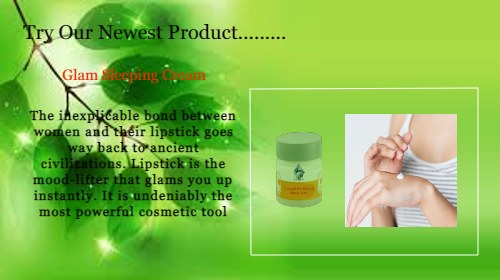 Try Our Newest Product.........
Glam Sleeping Cream
The inexplicable bond between
women and their lipstick goes
way back to ancient
civilizations. Lipstick is the
mood-lifter that glams you up
instantly. It is undeniably the
most powerful cosmetic tool